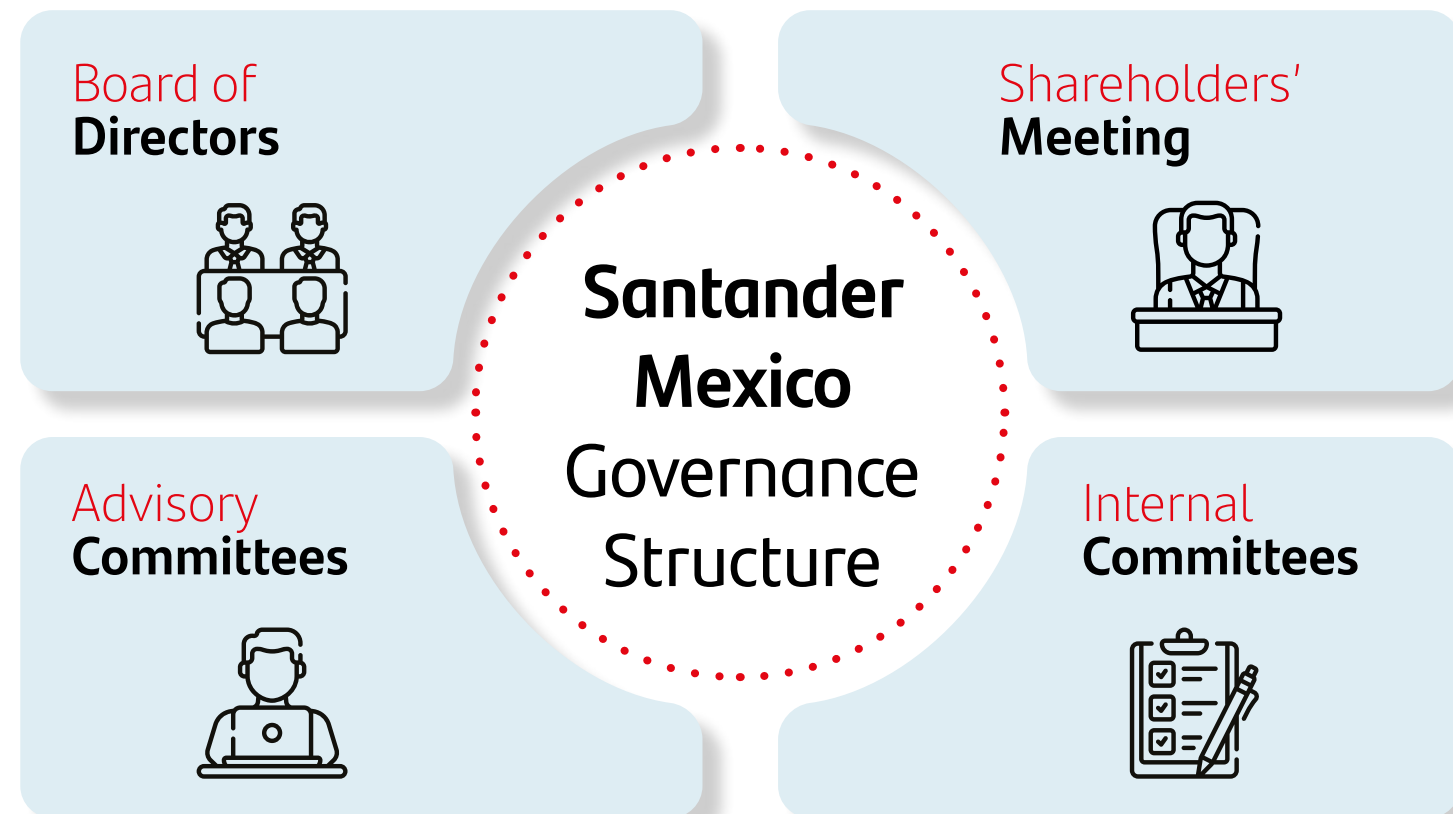 Board of
Directors
Shareholders’
Meeting
Santander
Mexico
Governance
Structure
Advisory
Committees
Internal
Committees